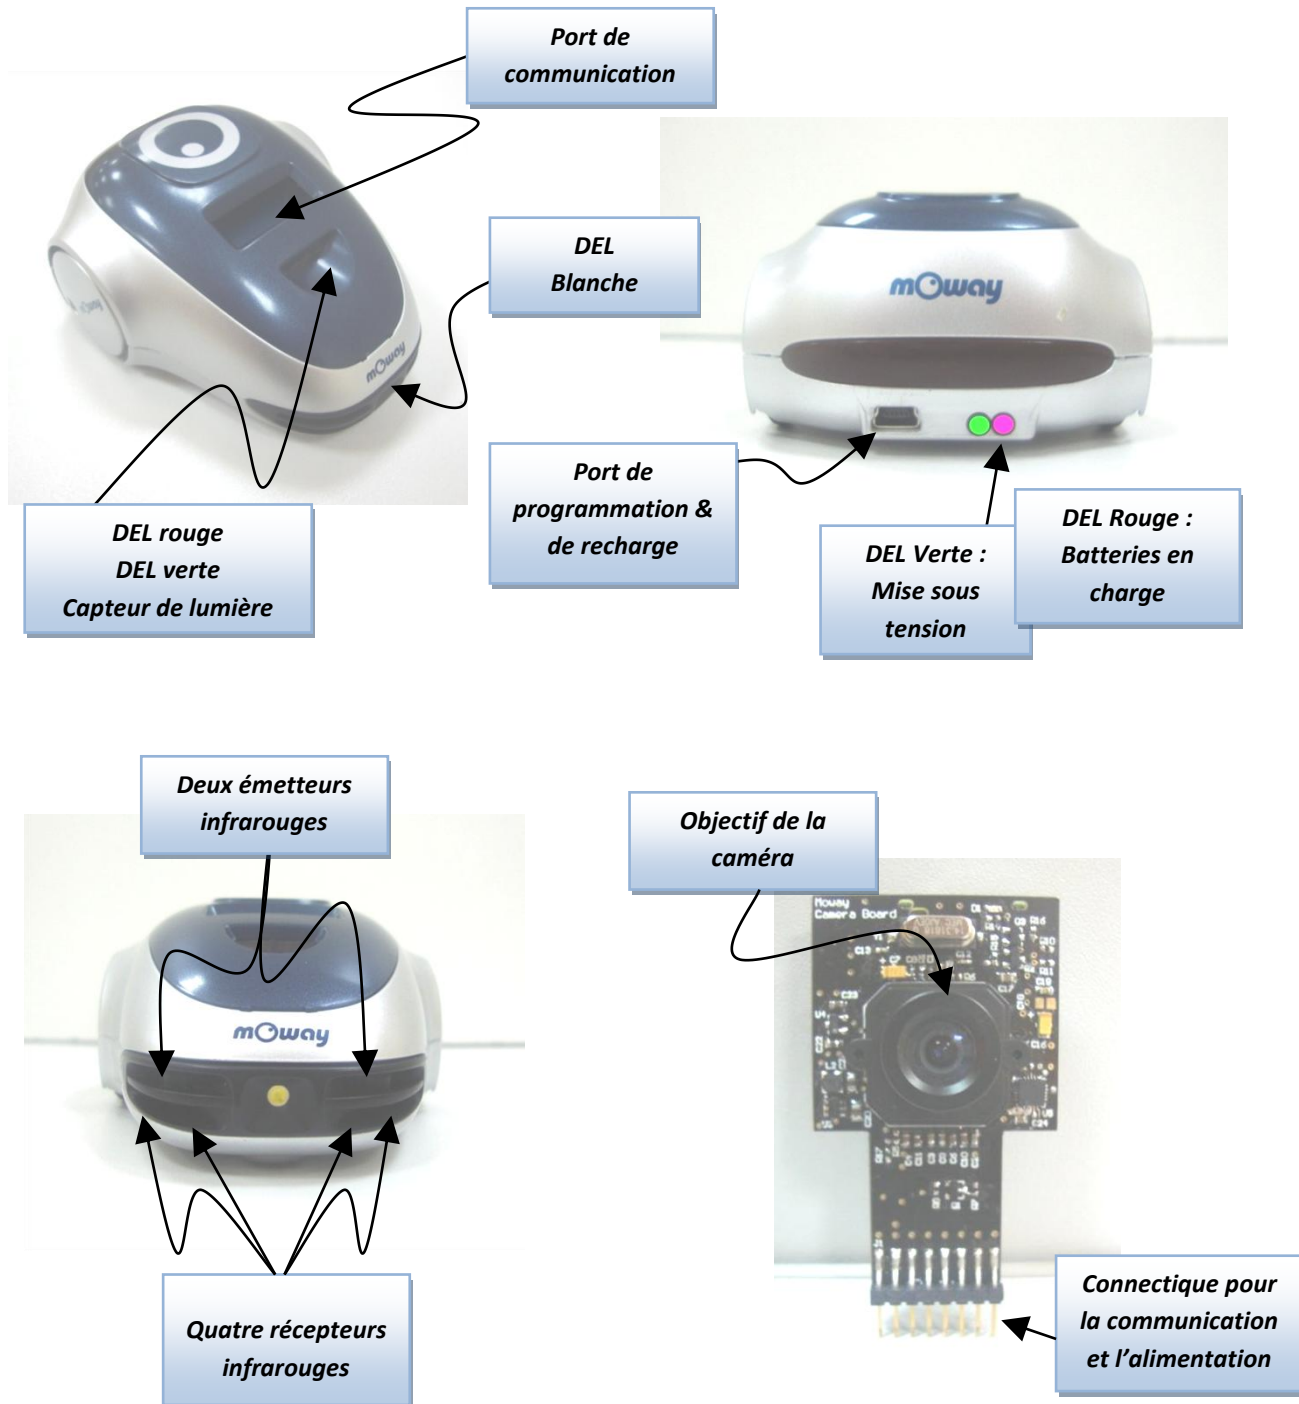 Port de
communication
DEL
Blanche
moway
moway
moway
Port de
programmation &
de recharge
DEL rouge
DEL verte
Capteur de lumière
DEL Verte :
Mise sous
tension
DEL Rouge :
Batteries en
charge
Deux émetteurs
infrarouges
moway
Quatre récepteurs
infrarouges
Objectif de la
caméra
Moway
Camera Board
Connectique pour
la communication
et l'alimentation